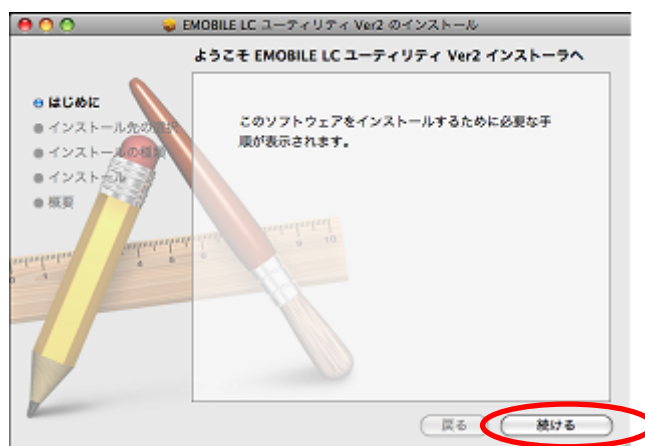 EMOBILE LC ユーティリティ Ver2 のインストール
ようこそ EMOBILE LC ユーティリティ Ver2 インストーラへ
はじめに
インストール先の選択
インストールの種類
インストール
概要
このソフトウェアをインストールするために必要な手
順が表示されます。
戻る
続ける